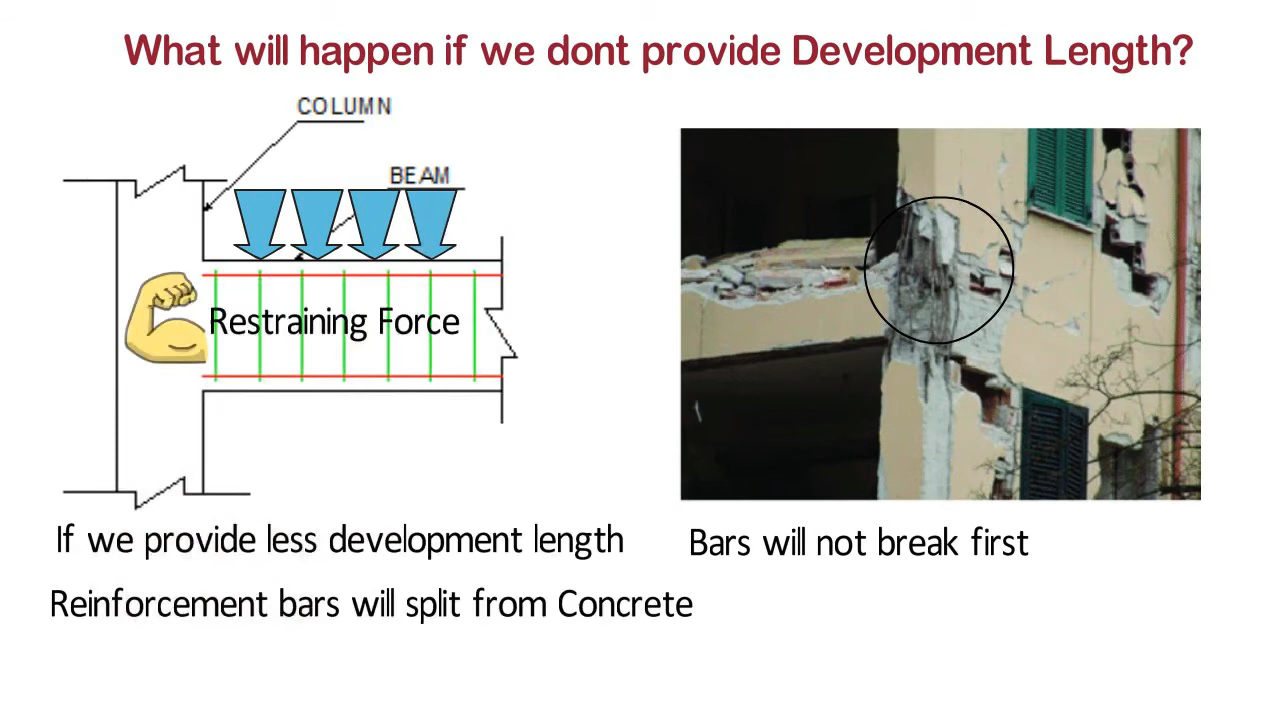 What will happen if we dont provide Development Length?
COLUMN
BEAM
Restraining Force
If we provide less development length
Bars will not break first
Reinforcement bars will split from Concrete